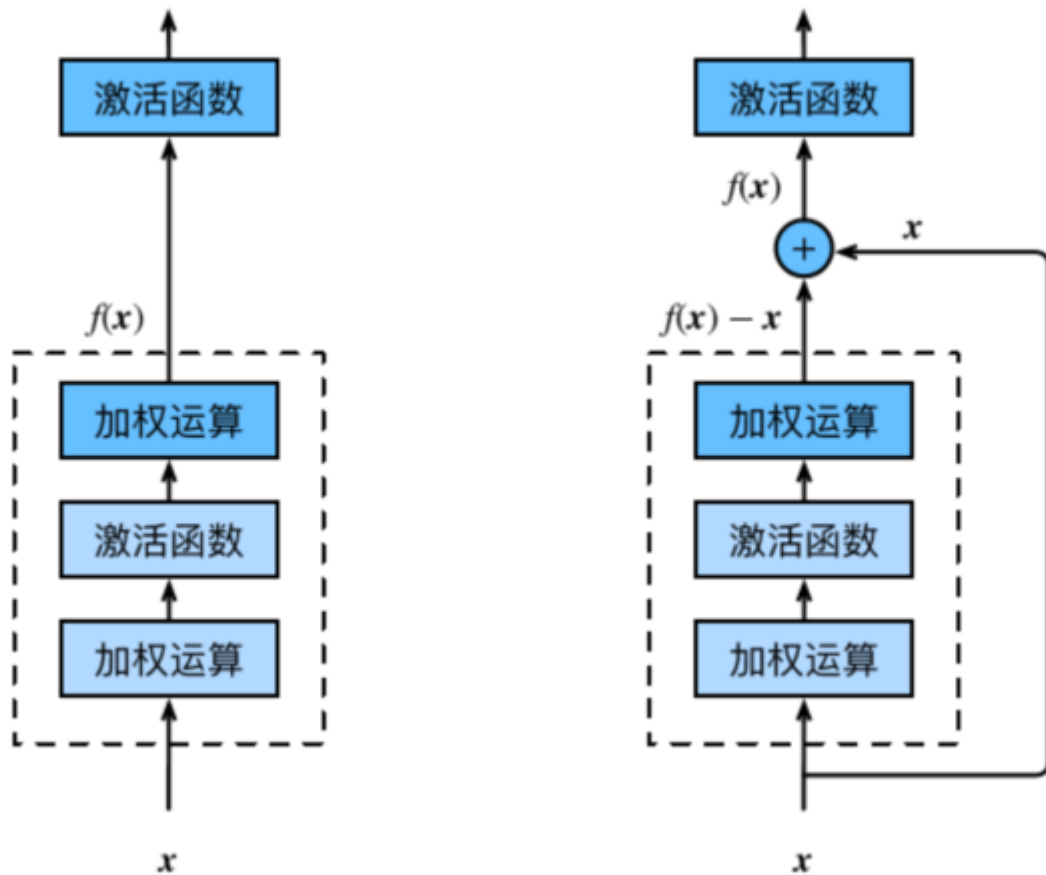 激活函数
f(x)
加权运算
激活函数
加权运算
x
激活函数
f(x)
x
+
f(x) − x
加权运算
激活函数
加权运算
x